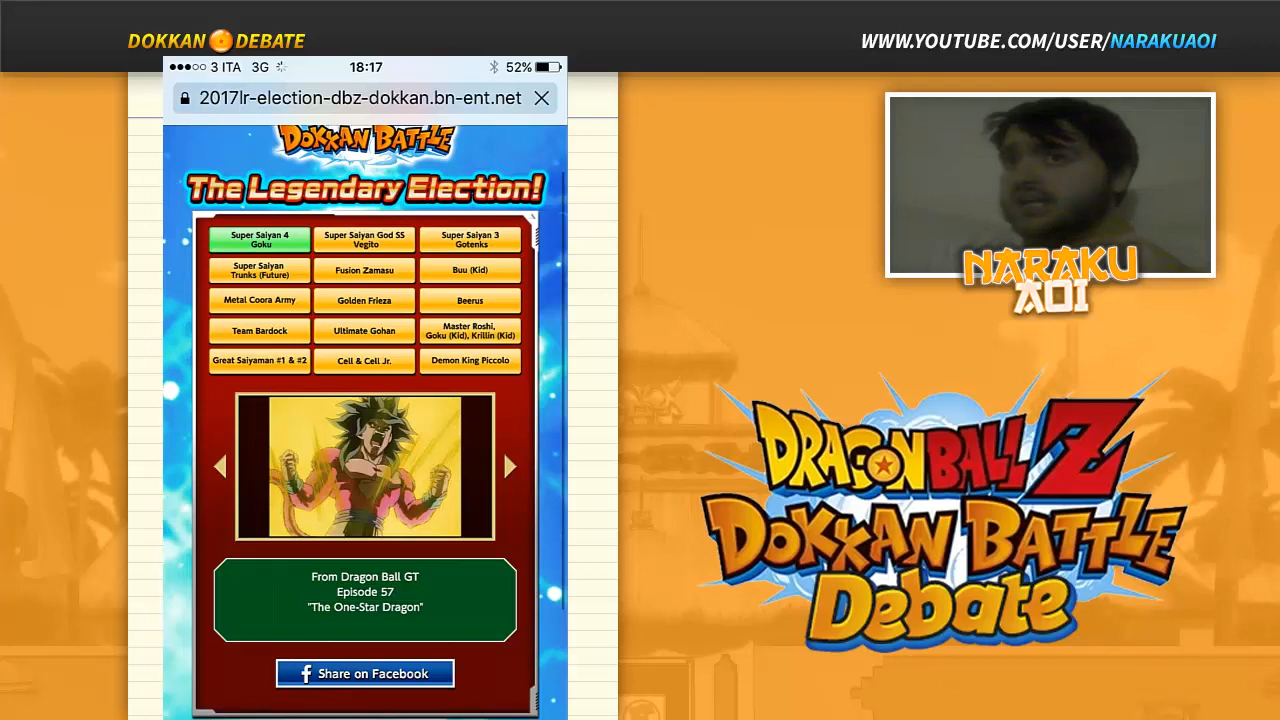 DOKKAN DEBATE
WWW.YOUTUBE.COM/USER/NARAKUAOI
3 ITA 3G 18:17 52%
2017lr-election-dbz-dokkan.bn-ent.net
DOKKAN BATTLE
The Legendary Election!
Super Saiyan 4
Goku
Super Saiyan God SS
Vegito
Super Saiyan 3
Gotenks
Super Saiyan
Trunks (Future)
Fusion Zamasu
Buu (Kid)
Metal Coora Army
Golden Frieza
Beerus
Team Bardock
Ultimate Gohan
Master Roshi,
Goku (Kid), Krillin (Kid)
Great Saiyaman #1 & #2
Cell & Cell Jr.
Demon King Piccolo
From Dragon Ball GT
Episode 57
"The One-Star Dragon"
f Share on Facebook
NARAKU
AOI
DRAGONBALL Z
DOKKAN BATTLE
Debate